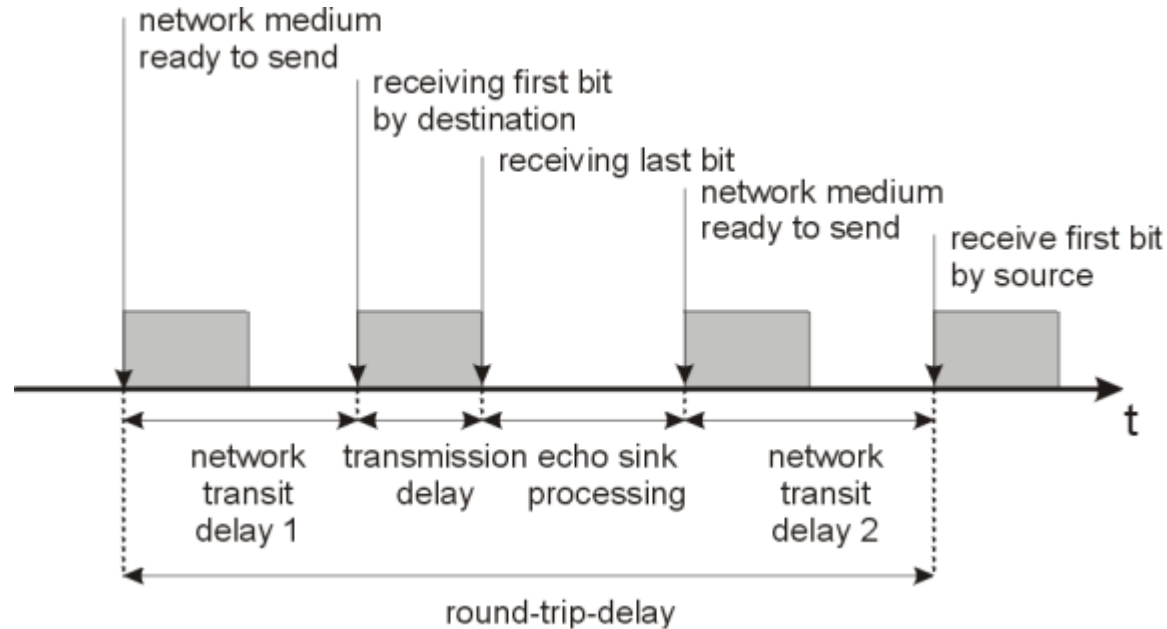 network medium
ready to send
receiving first bit
by destination
receiving last bit
network medium
ready to send
receive first bit
by source
t
network
transit
delay 1
transmission
delay
echo sink
processing
network
transit
delay 2
round-trip-delay